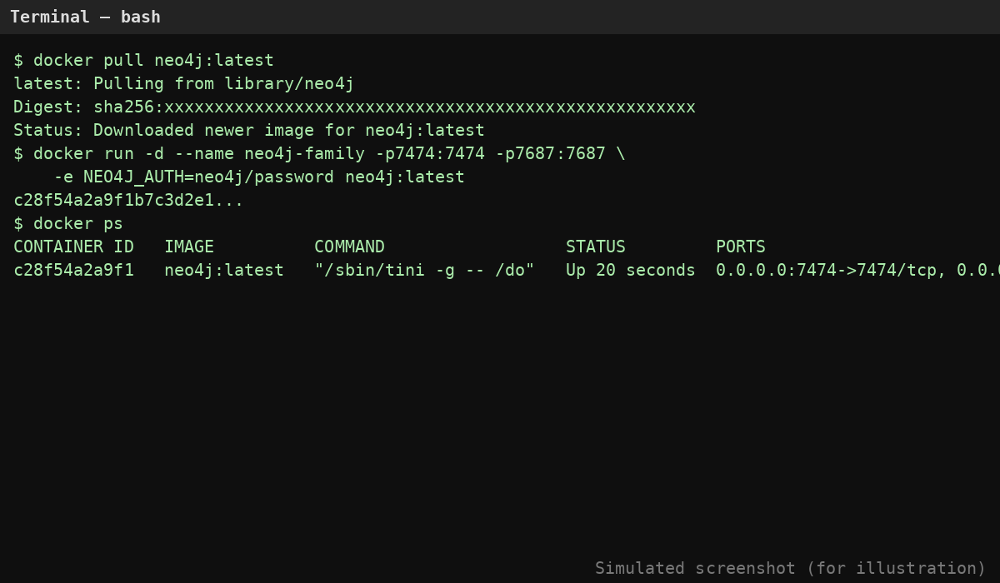 Terminal — bash
$ docker pull neo4j:latest
latest: Pulling from library/neo4j
Digest: sha256:xxxxxxxxxxxxxxxxxxxxxxxxxxxxxxxxxxxxxxxxxxxxxxxxxxxxx
Status: Downloaded newer image for neo4j:latest
$ docker run -d --name neo4j-family -p7474:7474 -p7687:7687 \
    -e NEO4J_AUTH=neo4j/password neo4j:latest
c28f54a2a9f1b7c3d2e1...
$ docker ps
CONTAINER ID   IMAGE          COMMAND                  STATUS         PORTS
c28f54a2a9f1   neo4j:latest   "/sbin/tini -g -- /do"   Up 20 seconds  0.0.0.0:7474->7474/tcp, 0.0.
Simulated screenshot (for illustration)